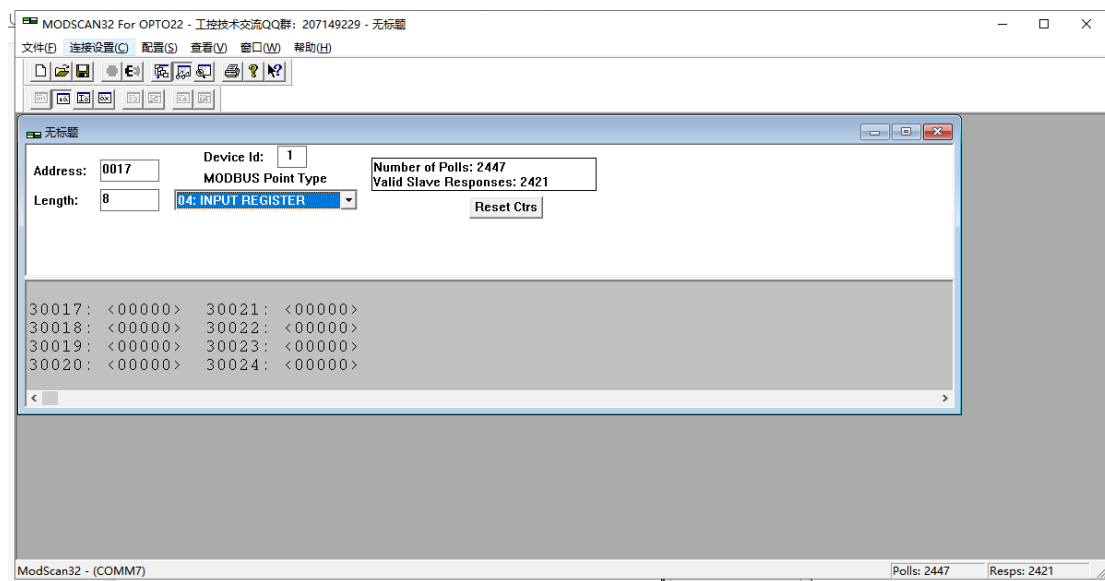 MODSCAN32 For OPTO22 - 工控技术交流QQ群：207149229 - 无标题
文件(F) 连接设置(C) 配置(S) 查看(V) 窗口(W) 帮助(H)
无标题
Address: 0017
Device Id: 1
MODBUS Point Type
Length: 8
04: INPUT REGISTER
Number of Polls: 2447
Valid Slave Responses: 2421
Reset Ctrs
30017: <00000> 30021: <00000>
30018: <00000> 30022: <00000>
30019: <00000> 30023: <00000>
30020: <00000> 30024: <00000>
ModScan32 - (COMM7) Polls: 2447 Resps: 2421